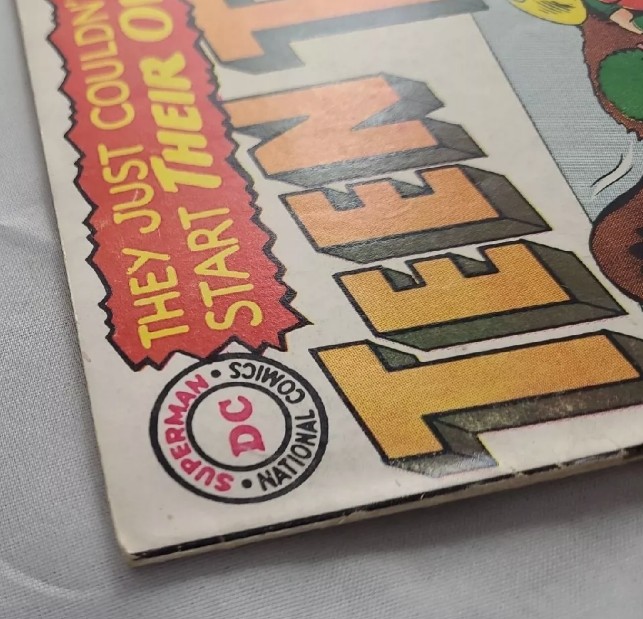 THEY JUST COULDN'
START THEIR O
TEEN T
SUPERMAN • NATIONAL COMICS •
DC